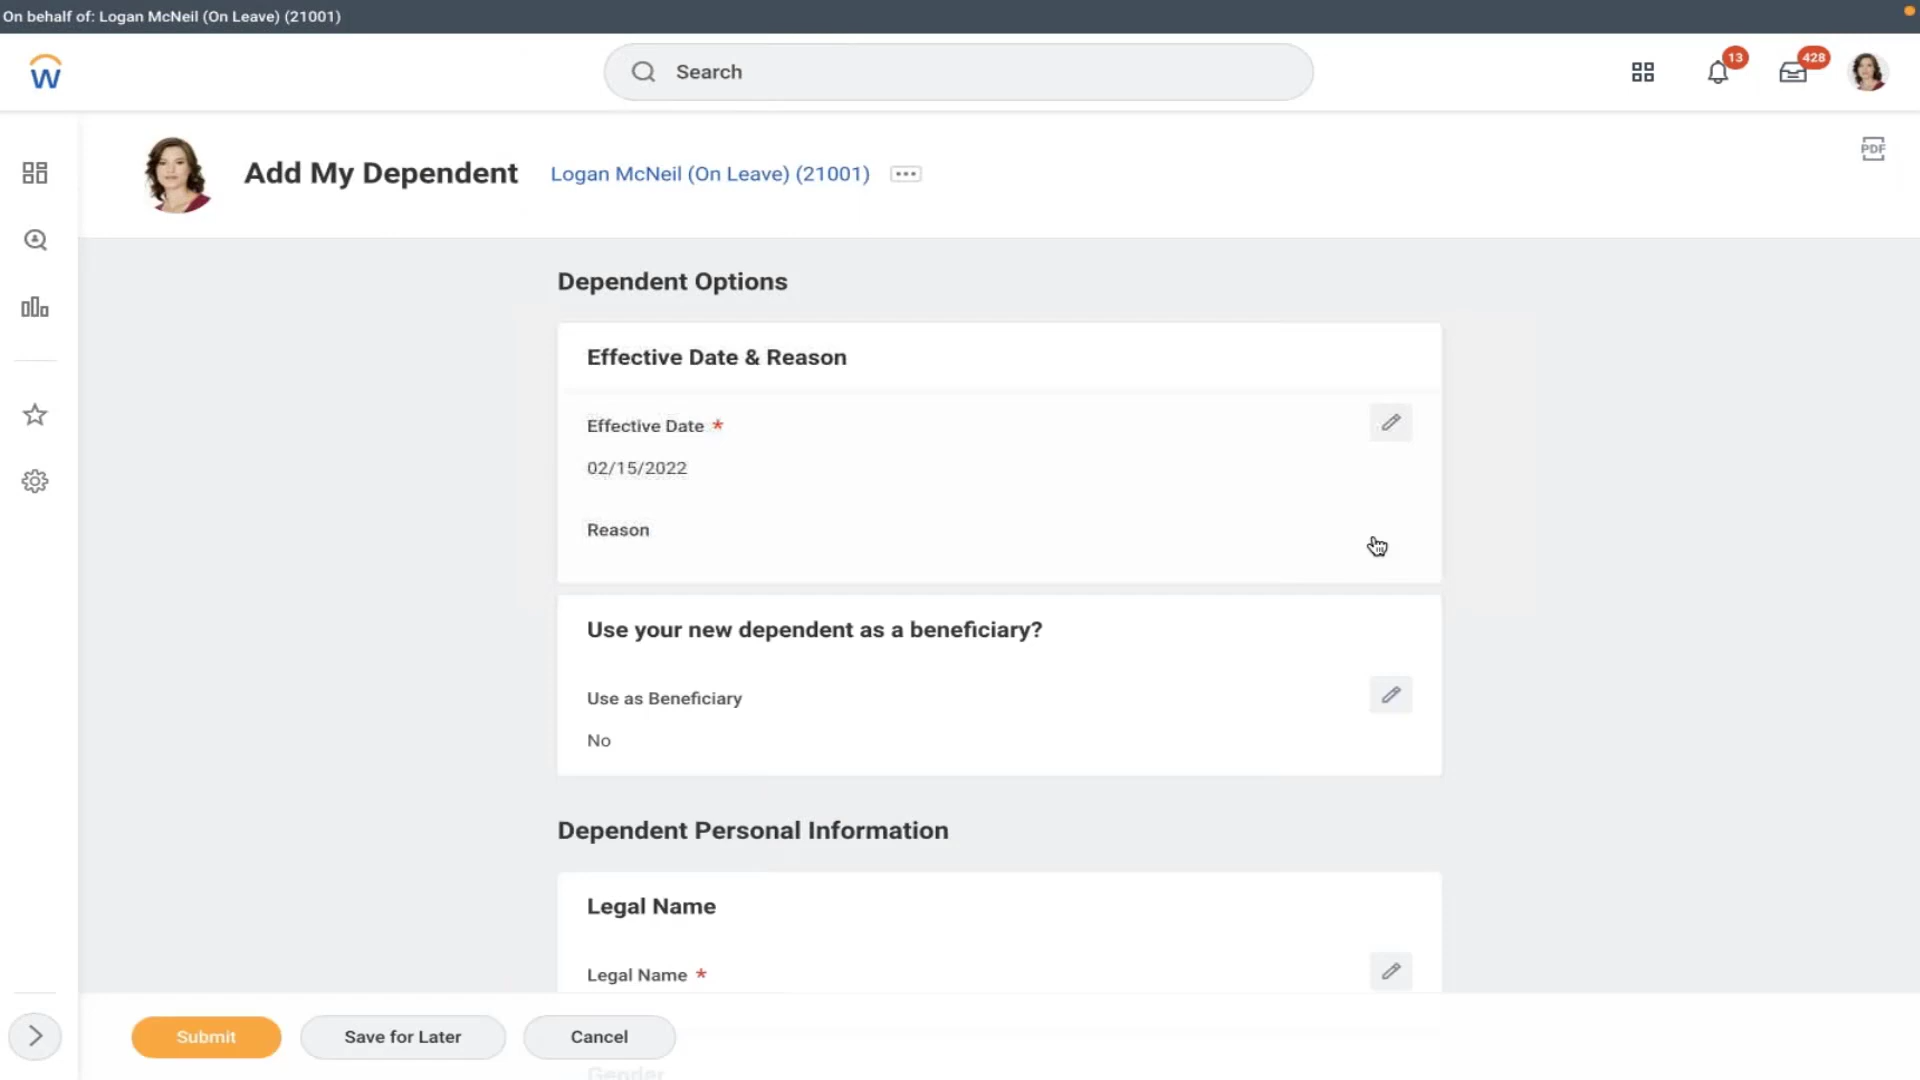 On behalf of: Logan McNeil (On Leave) (21001)
W
Search
13
428
Add My Dependent
Logan McNeil (On Leave) (21001)
PDF
Dependent Options
Effective Date & Reason
Effective Date *
02/15/2022
Reason
Use your new dependent as a beneficiary?
Use as Beneficiary
No
Dependent Personal Information
Legal Name
Legal Name *
Submit
Save for Later
Cancel
Gender